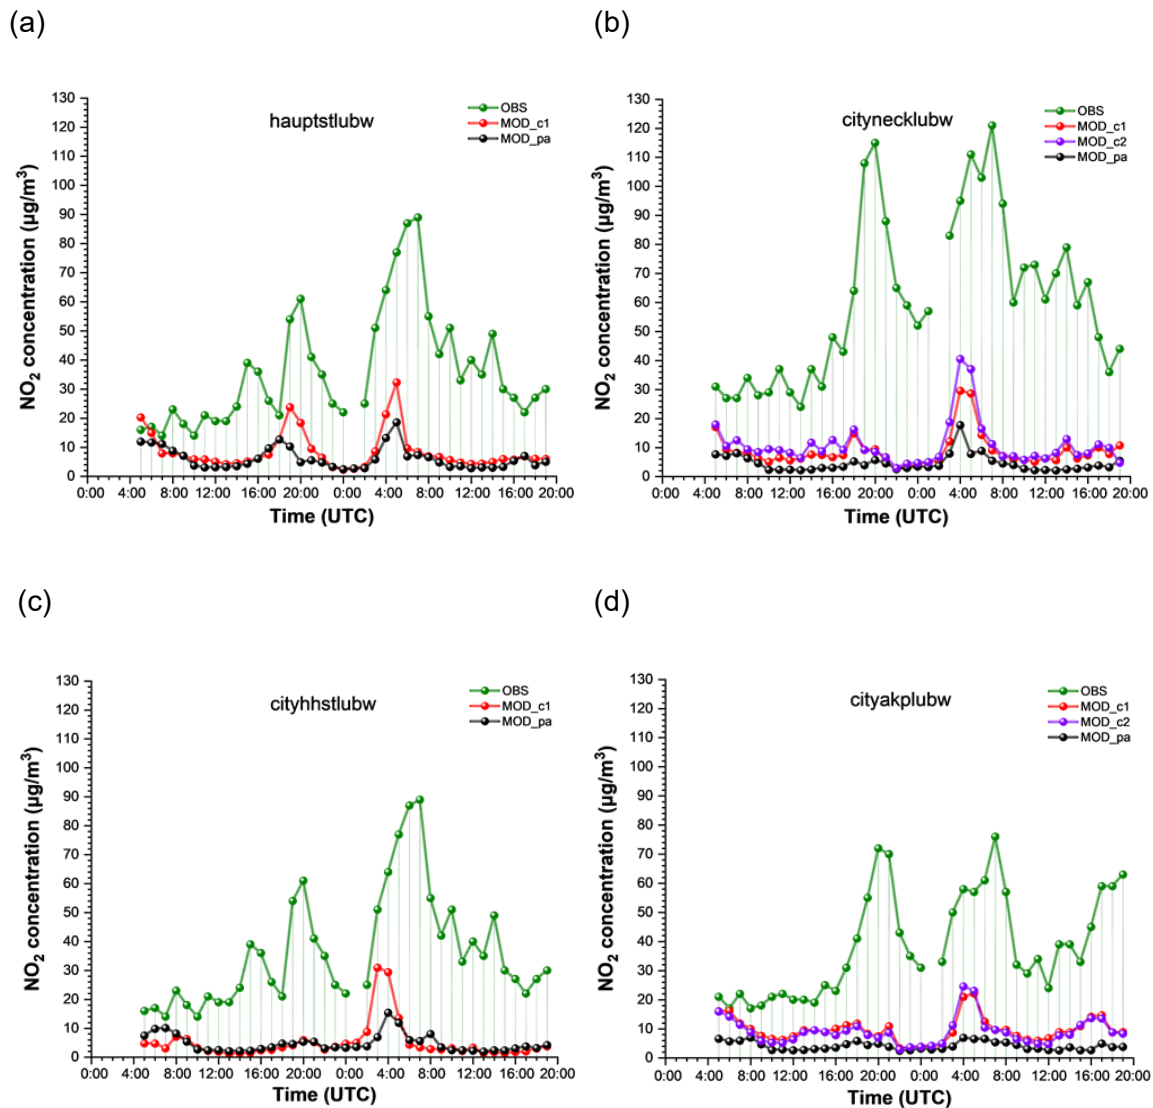 (a)
hauptstlubw
OBS
MOD_c1
MOD_pa
NO₂ concentration (µg/m³)
130
120
110
100
90
80
70
60
50
40
30
20
10
0
0:00 4:00 8:00 12:00 16:00 20:00 0:00 4:00 8:00 12:00 16:00 20:00
Time (UTC)
(b)
citynecklubw
OBS
MOD_c1
MOD_c2
MOD_pa
NO₂ concentration (µg/m³)
130
120
110
100
90
80
70
60
50
40
30
20
10
0
0:00 4:00 8:00 12:00 16:00 20:00 0:00 4:00 8:00 12:00 16:00 20:00
Time (UTC)
(c)
cityhhstlubw
OBS
MOD_c1
MOD_pa
NO₂ concentration (µg/m³)
130
120
110
100
90
80
70
60
50
40
30
20
10
0
0:00 4:00 8:00 12:00 16:00 20:00 0:00 4:00 8:00 12:00 16:00 20:00
Time (UTC)
(d)
cityakplubw
OBS
MOD_c1
MOD_c2
MOD_pa
NO₂ concentration (µg/m³)
130
120
110
100
90
80
70
60
50
40
30
20
10
0
0:00 4:00 8:00 12:00 16:00 20:00 0:00 4:00 8:00 12:00 16:00 20:00
Time (UTC)